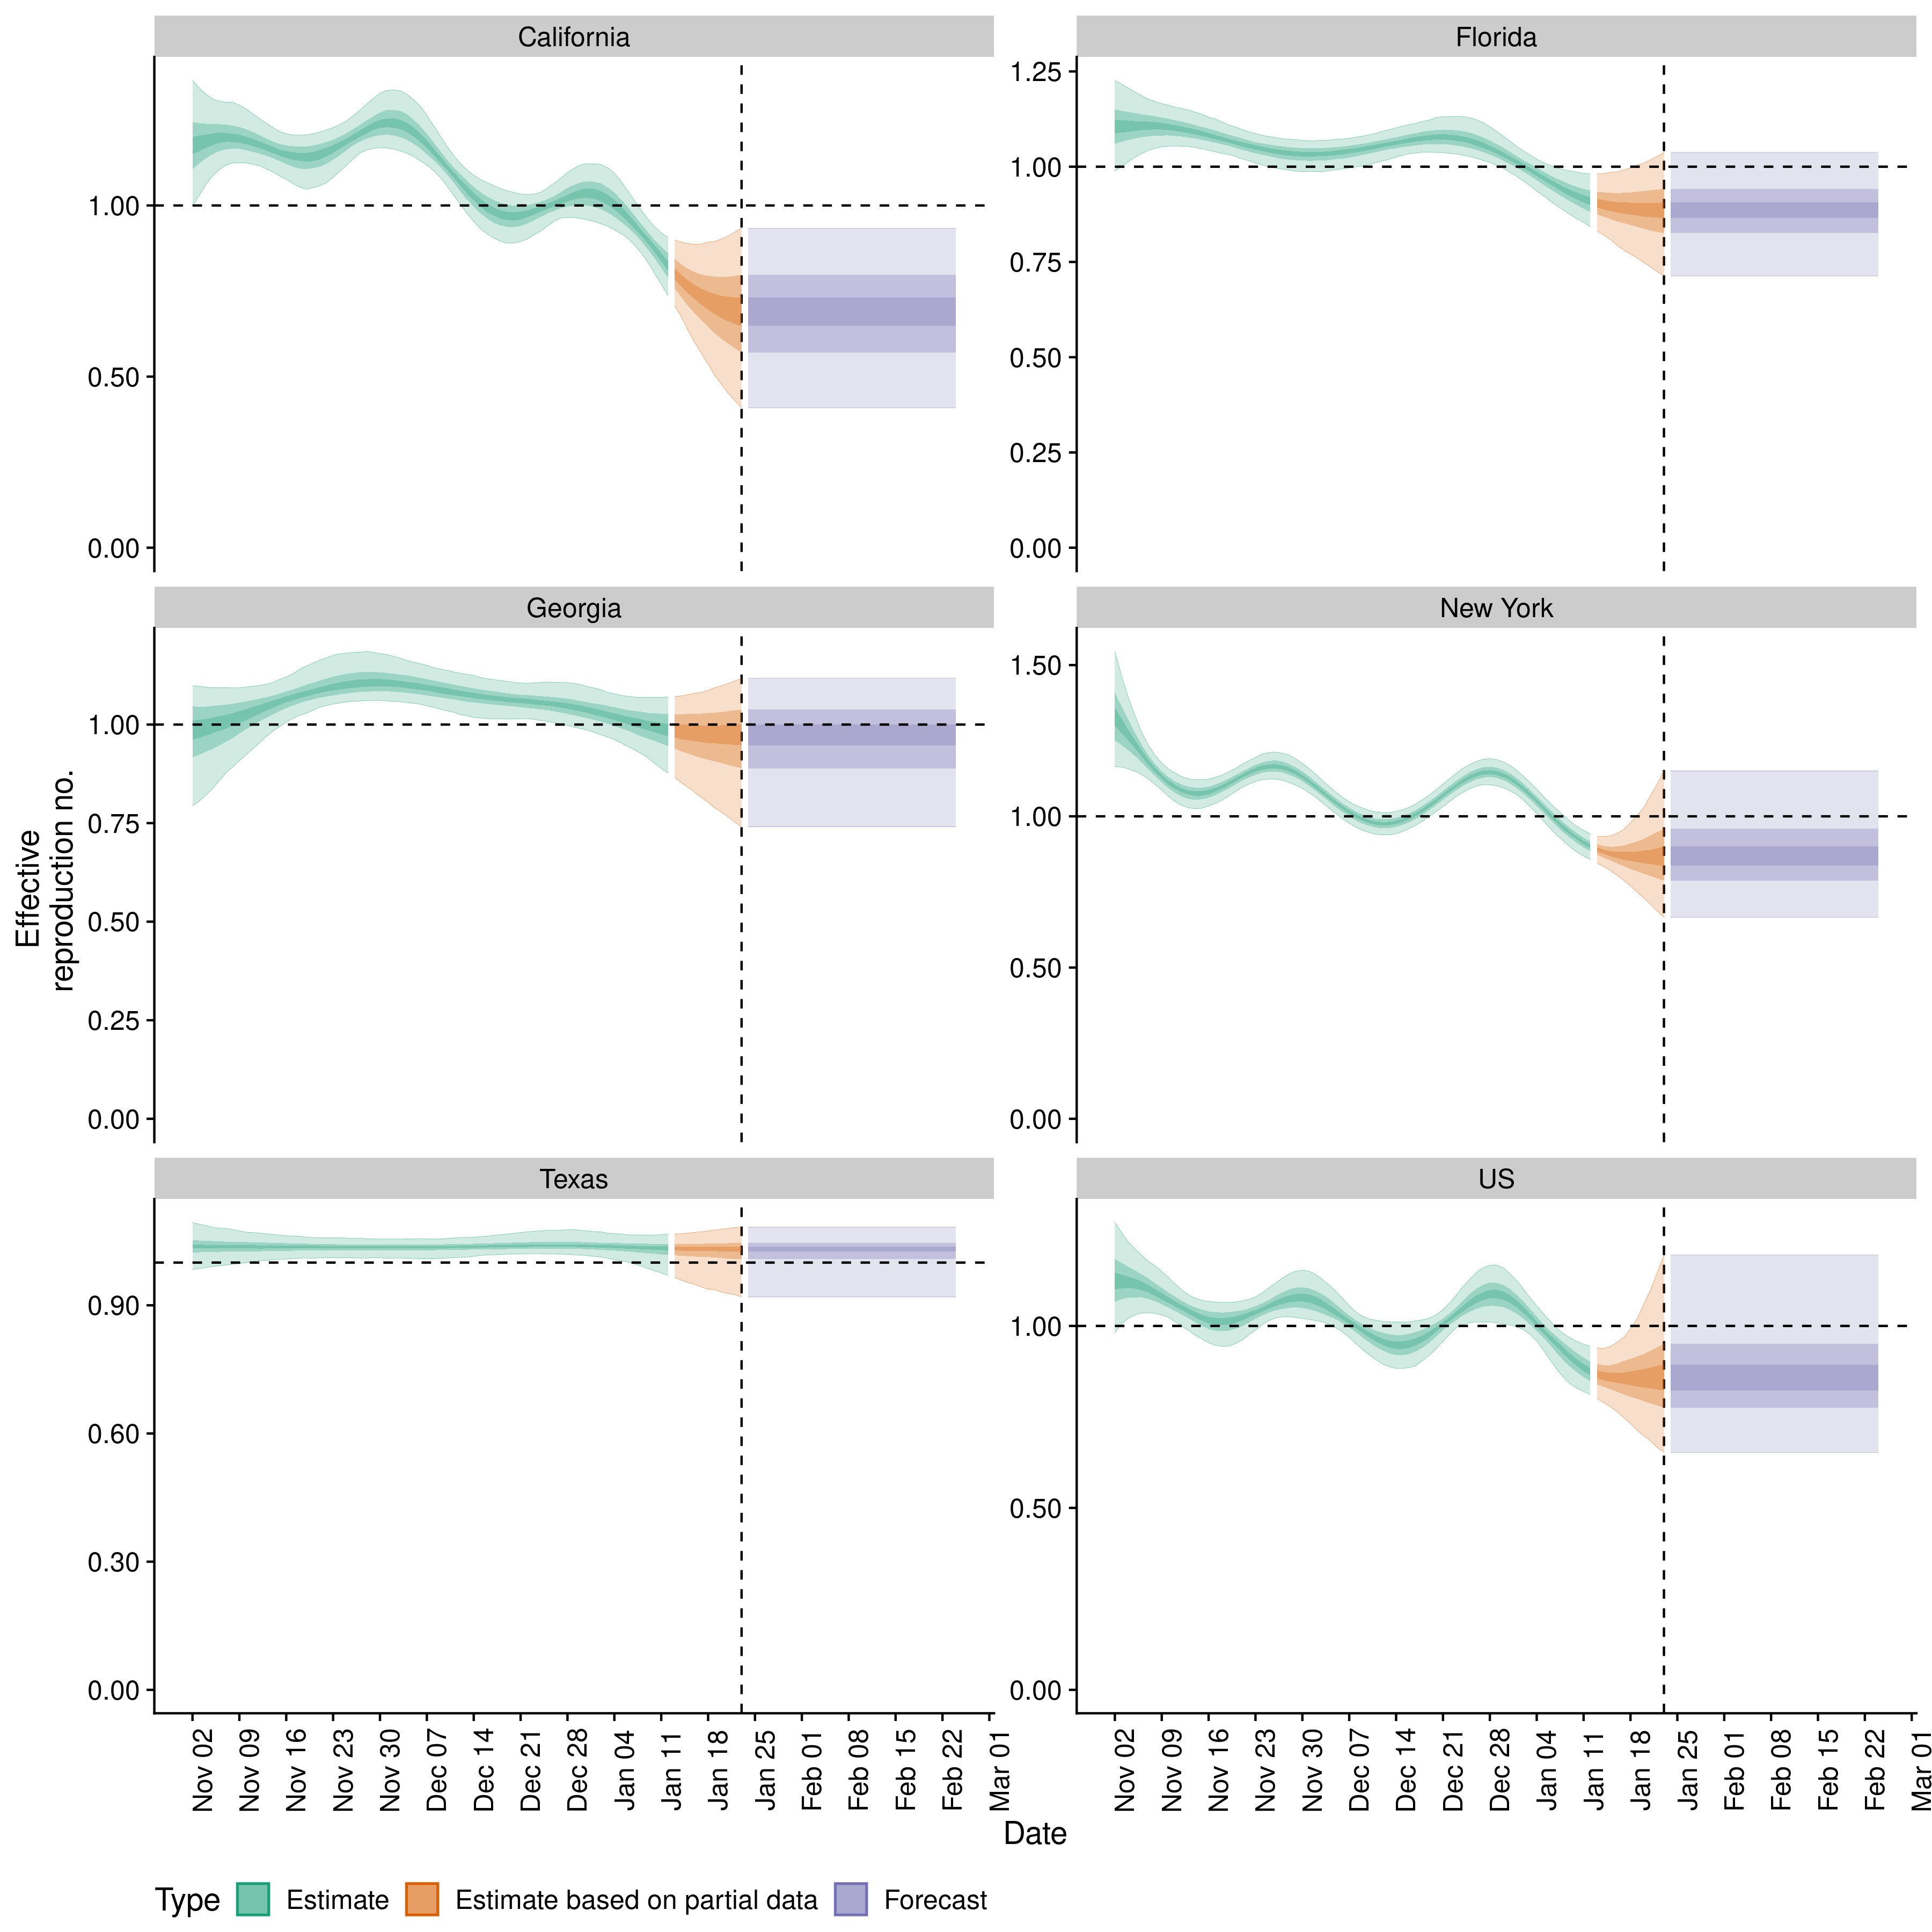 California
Florida
1.00
0.50
0.00
1.25
1.00
0.75
0.50
0.25
0.00
Georgia
New York
1.00
0.75
0.50
0.25
0.00
1.50
1.00
0.50
0.00
Effective
reproduction no.
Texas
US
0.90
0.60
0.30
0.00
1.00
0.50
0.00
Nov 02
Nov 09
Nov 16
Nov 23
Nov 30
Dec 07
Dec 14
Dec 21
Dec 28
Jan 04
Jan 11
Jan 18
Jan 25
Feb 01
Feb 08
Feb 15
Feb 22
Mar 01
Nov 02
Nov 09
Nov 16
Nov 23
Nov 30
Dec 07
Dec 14
Dec 21
Dec 28
Jan 04
Jan 11
Jan 18
Jan 25
Feb 01
Feb 08
Feb 15
Feb 22
Mar 01
Date
Type Estimate Estimate based on partial data Forecast